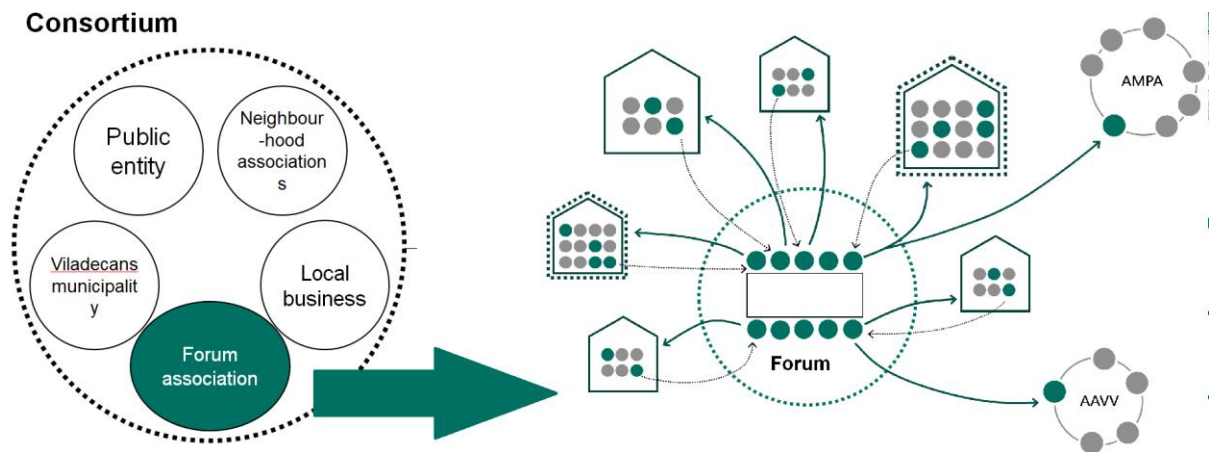 Consortium
Public
entity
Neighbour
-hood
association
s
Viladecans
municipalit
y
Local
business
Forum
association
AMPA
Forum
AAVV